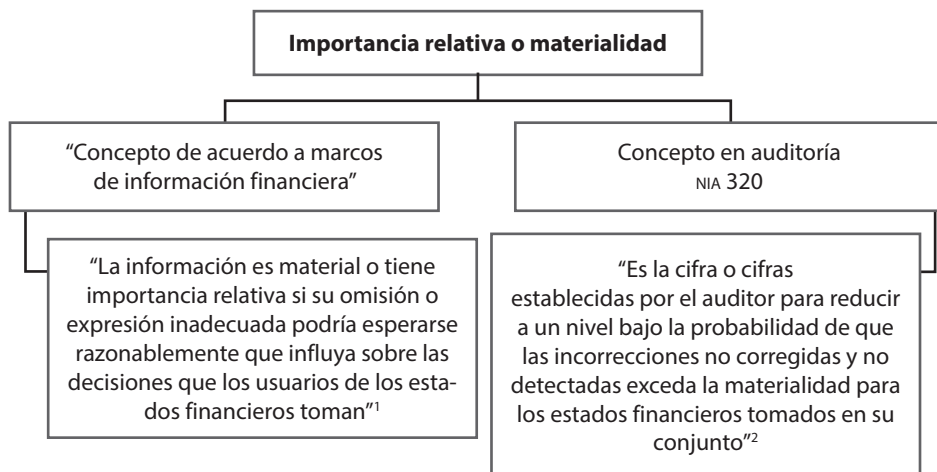 Importancia relativa o materialidad
“Concepto de acuerdo a marcos
de información financiera”
Concepto en auditoría
NIA 320
“La información es material o tiene
importancia relativa si su omisión o
expresión inadecuada podría esperarse
razonablemente que influya sobre las
decisiones que los usuarios de los esta-
dos financieros toman”1
“Es la cifra o cifras
establecidas por el auditor para reducir
a un nivel bajo la probabilidad de que
las incorrecciones no corregidas y no
detectadas exceda la materialidad para
los estados financieros tomados en su
conjunto”2